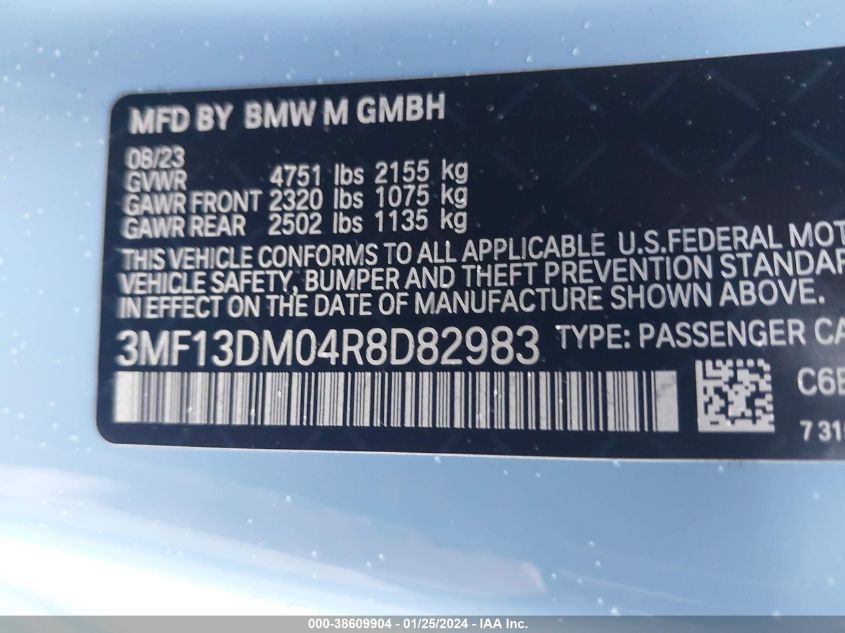 MFD BY BMW M GMBH
08/23
GVWR 4751 lbs 2155 kg
GAWR FRONT 2320 lbs 1075 kg
GAWR REAR 2502 lbs 1135 kg
THIS VEHICLE CONFORMS TO ALL APPLICABLE U.S.FEDERAL MOT
VEHICLE SAFETY, BUMPER AND THEFT PREVENTION STANDAR
IN EFFECT ON THE DATE OF MANUFACTURE SHOWN ABOVE.
3MF13DM04R8D82983 TYPE: PASSENGER CA
C6
7 31
000-38609904 - 01/25/2024 - IAA Inc.